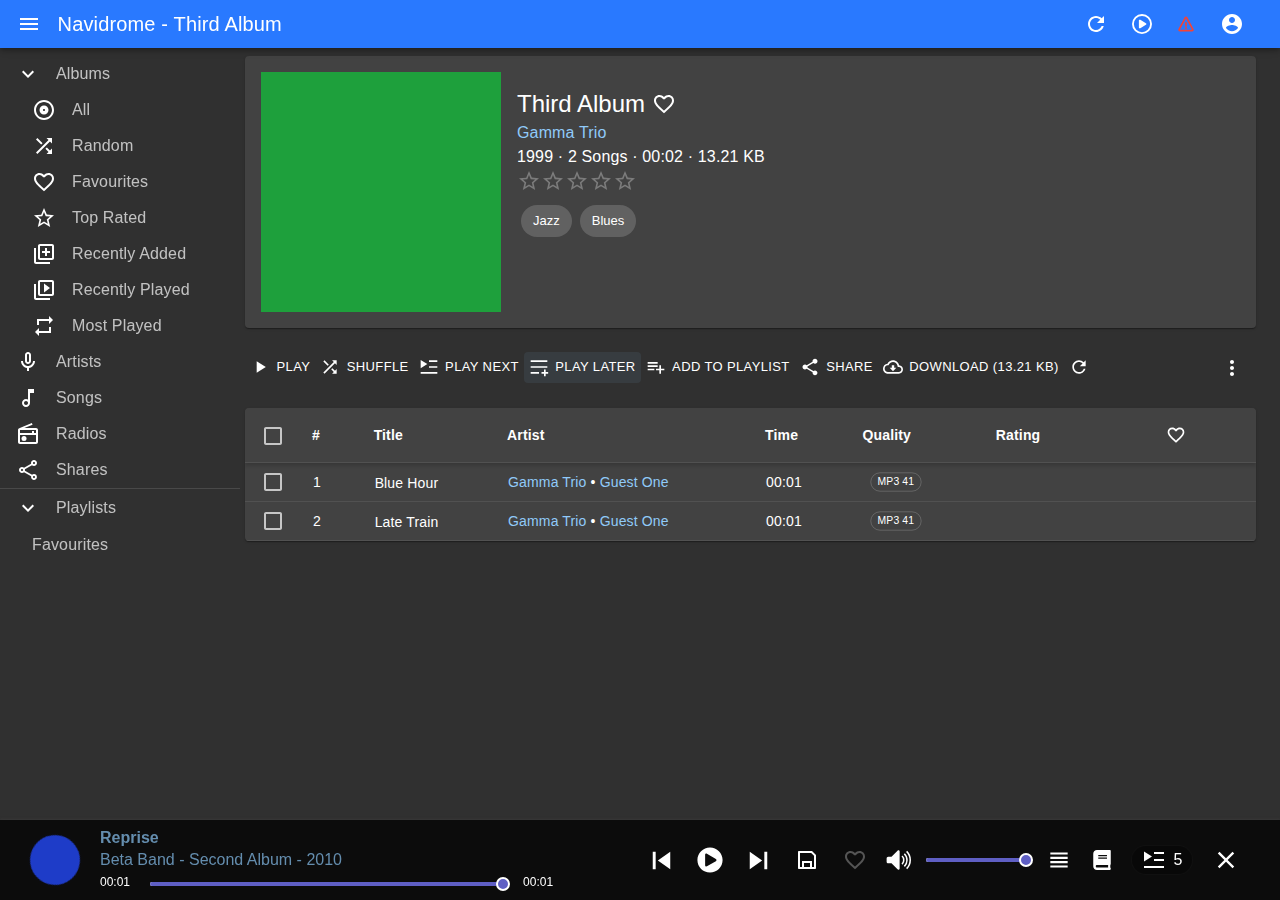 Navidrome - Third Album
Albums
All
Random
Favourites
Top Rated
Recently Added
Recently Played
Most Played
Artists
Songs
Radios
Shares
Playlists
Favourites
Third Album
Gamma Trio
1999 · 2 Songs · 00:02 · 13.21 KB
Jazz Blues
PLAY SHUFFLE PLAY NEXT PLAY LATER ADD TO PLAYLIST SHARE DOWNLOAD (13.21 KB)
# Title Artist Time Quality Rating
1 Blue Hour Gamma Trio • Guest One 00:01 MP3 41
2 Late Train Gamma Trio • Guest One 00:01 MP3 41
Reprise
Beta Band - Second Album - 2010
00:01 00:01
5